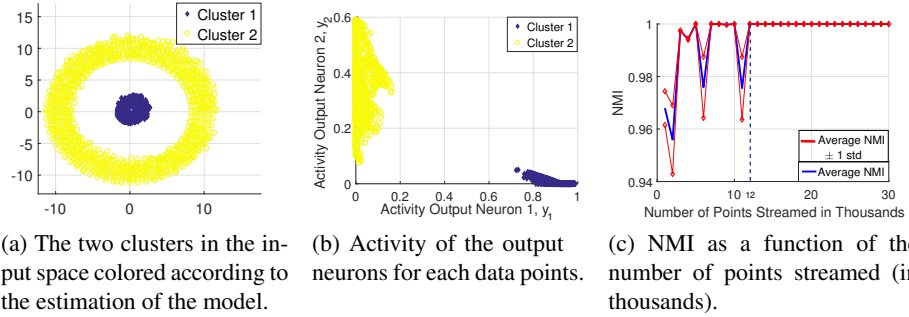 Cluster 1
Cluster 2
15
10
5
0
-5
-10
-10
0
10
(a) The two clusters in the in-
put space colored according to
the estimation of the model.
Activity Output Neuron 2, y2
0.6
0.4
0.2
0
Cluster 1
Cluster 2
0
0.2
0.4
0.6
0.8
1
Activity Output Neuron 1, y1
(b) Activity of the output
neurons for each data points.
NMI
1
0.98
0.96
0.94
Average NMI
± 1 std
Average NMI
0
10
12
20
30
Number of Points Streamed in Thousands
(c) NMI as a function of the
number of points streamed (in
thousands).